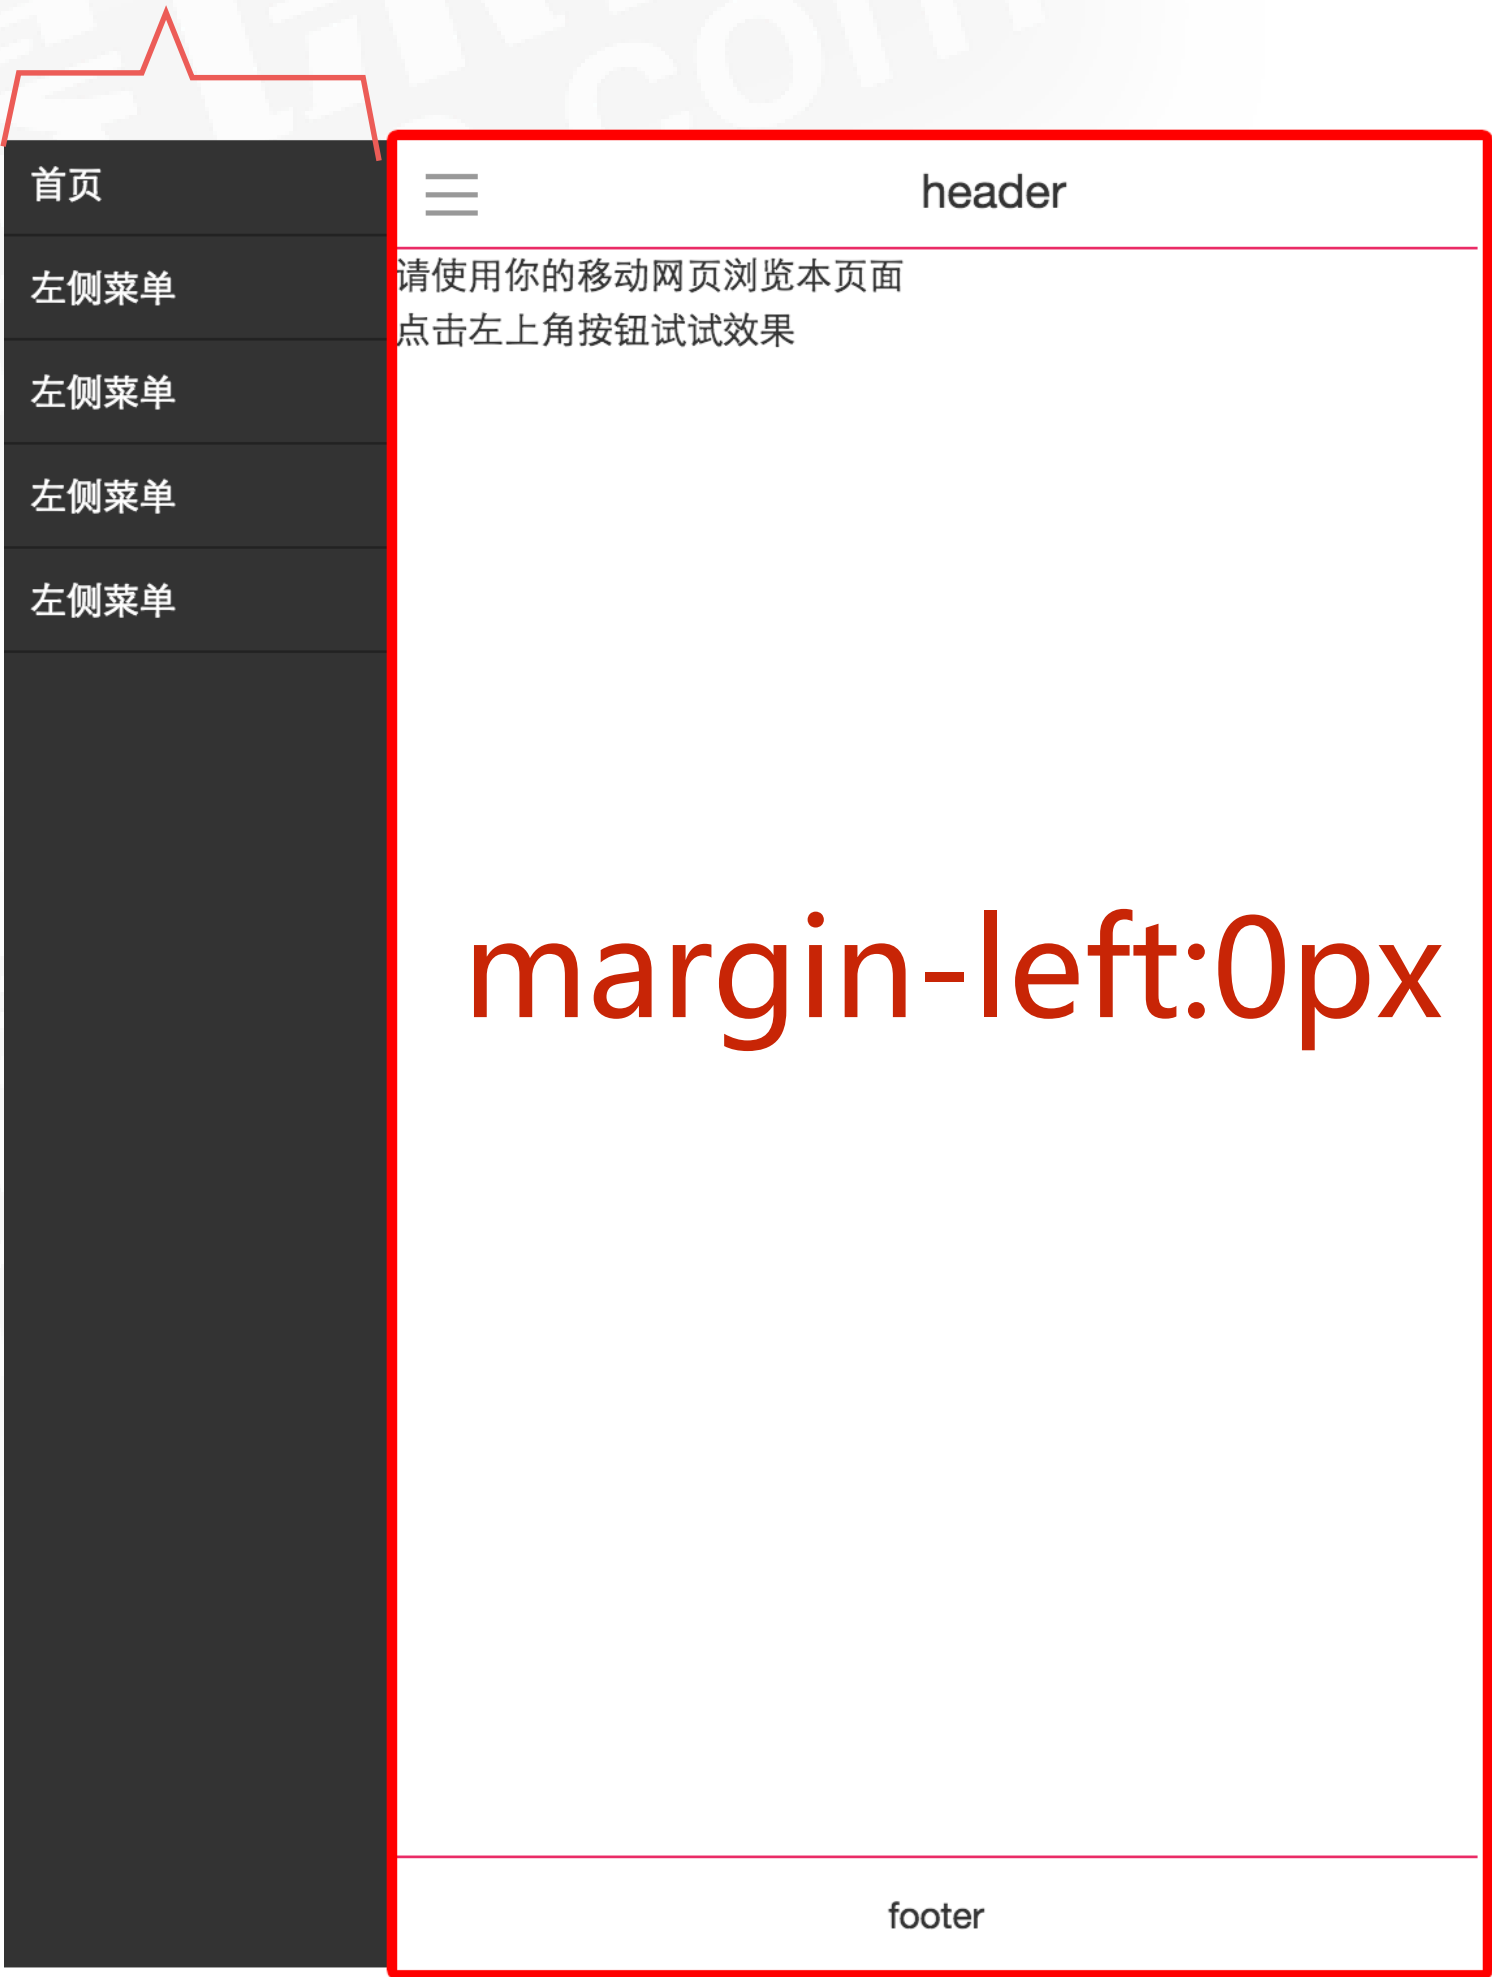 首页
左侧菜单
左侧菜单
左侧菜单
左侧菜单
header
请使用你的移动网页浏览本页面
点击左上角按钮试试效果
margin-left:0px
footer